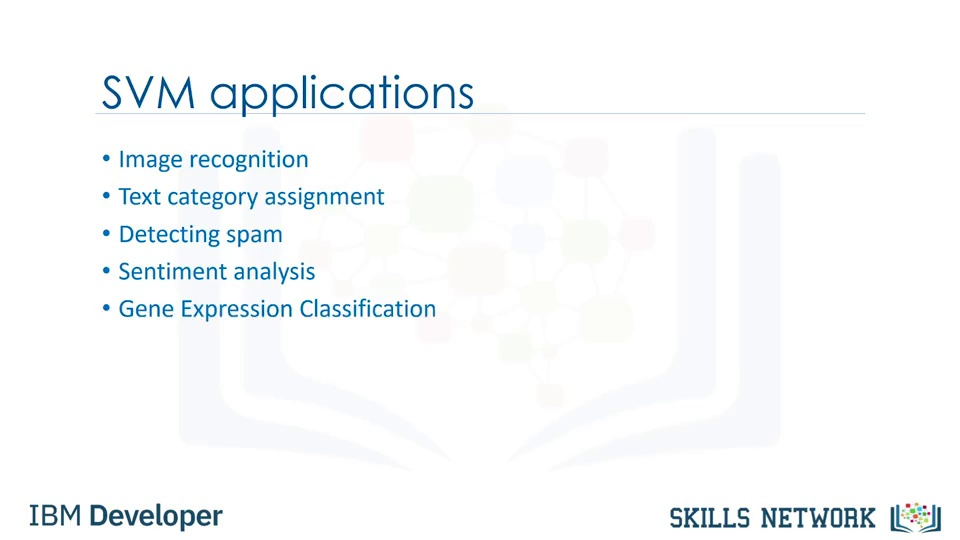 SVM applications
• Image recognition
• Text category assignment
• Detecting spam
• Sentiment analysis
• Gene Expression Classification
IBM Developer
SKILLS NETWORK